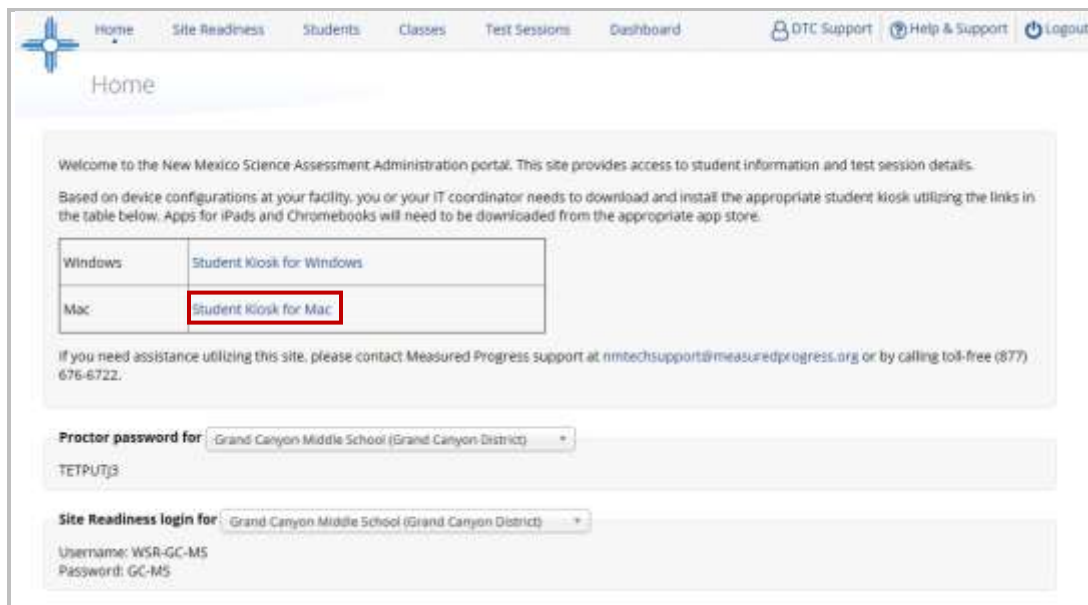 Home Site Readiness Students Classes Test Sessions Dashboard DTC Support Help & Support Logout
Home
Welcome to the New Mexico Science Assessment Administration portal. This site provides access to student information and test session details.
Based on device configurations at your facility, you or your IT coordinator needs to download and install the appropriate student kiosk utilizing the links in
the table below. Apps for iPads and Chromebooks will need to be downloaded from the appropriate app store.
Windows Student Kiosk for Windows
Mac Student Kiosk for Mac
If you need assistance utilizing this site, please contact Measured Progress support at nmtechsupport@measuredprogress.org or by calling toll-free (877)
676-6722.
Proctor password for Grand Canyon Middle School (Grand Canyon District)
TETPUTJ3
Site Readiness login for Grand Canyon Middle School (Grand Canyon District)
Username: WSR-GC-MS
Password: GC-MS